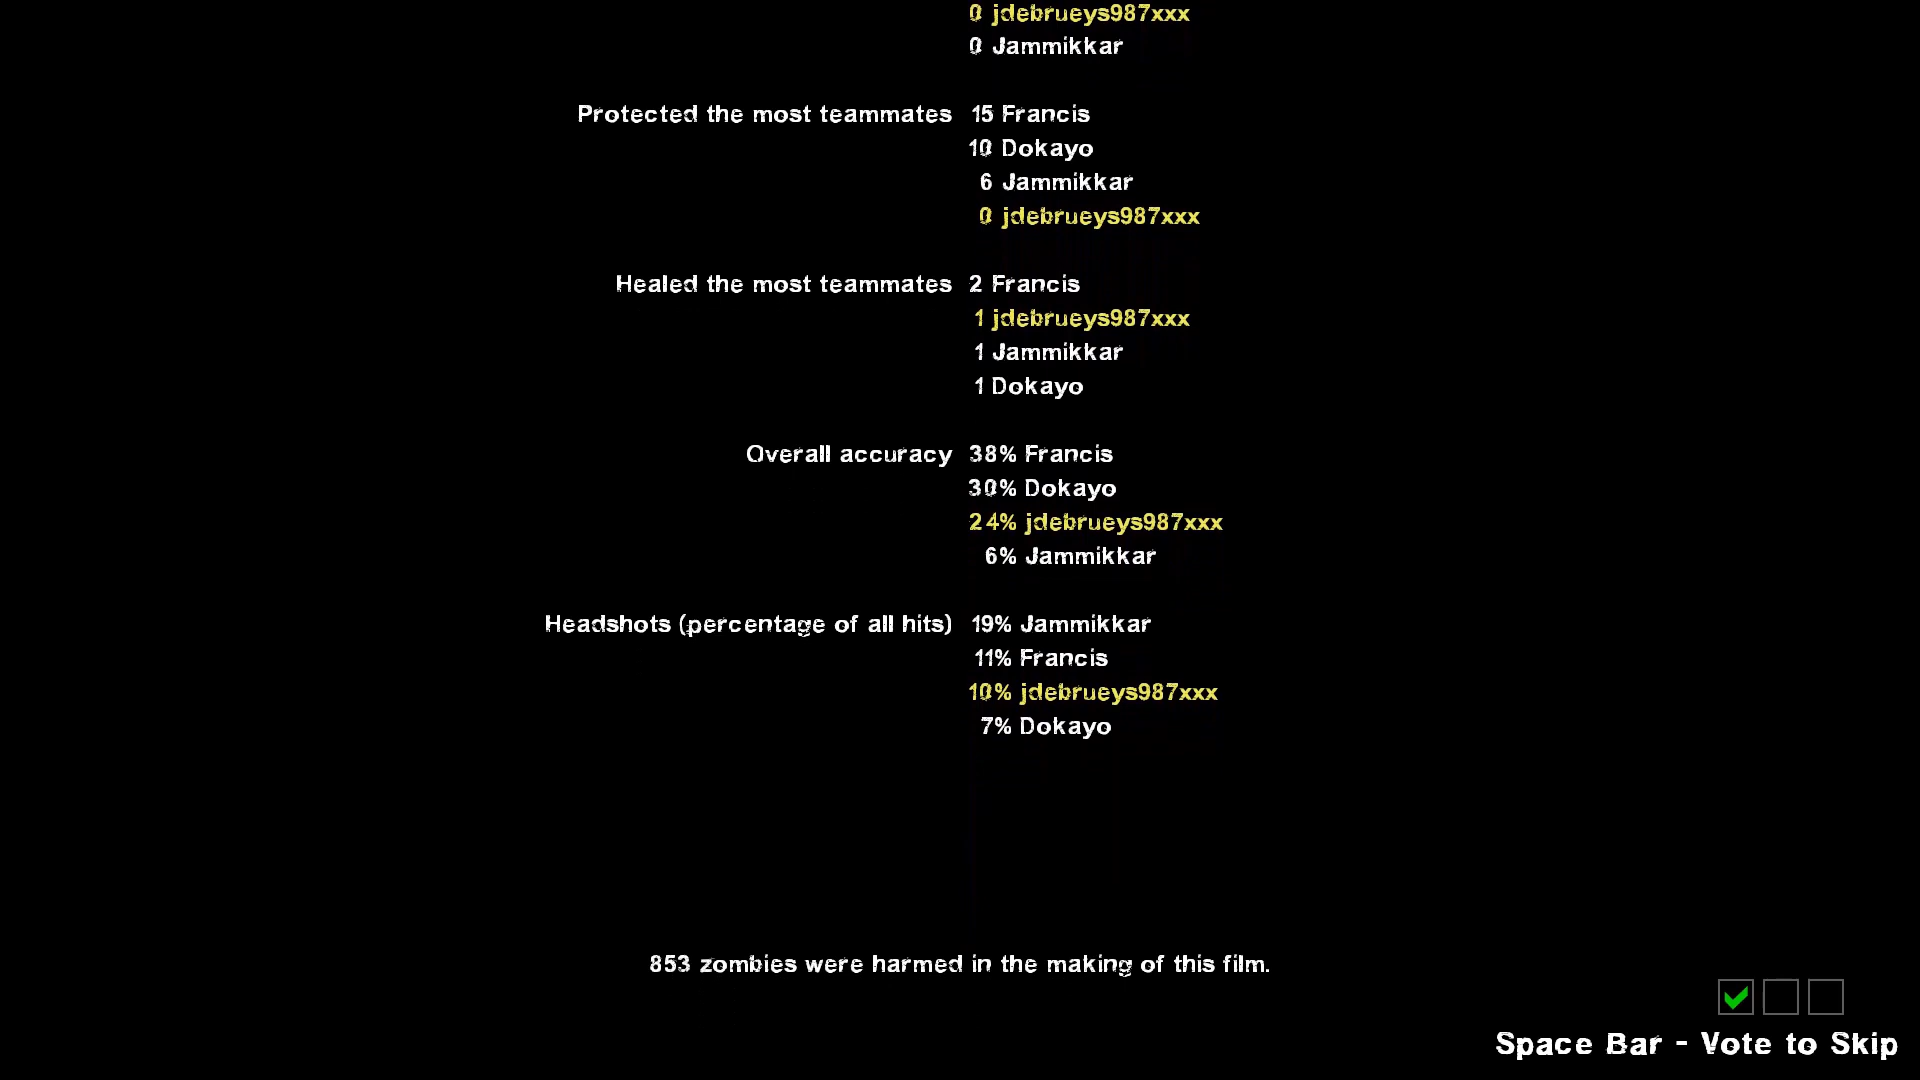 0 jdebrueys987xxx
0 Jammikkar
Protected the most teammates 15 Francis
10 Dokayo
6 Jammikkar
0 jdebrueys987xxx
Healed the most teammates 2 Francis
1 jdebrueys987xxx
1 Jammikkar
1 Dokayo
Overall accuracy 38% Francis
30% Dokayo
24% jdebrueys987xxx
6% Jammikkar
Headshots (percentage of all hits) 19% Jammikkar
11% Francis
10% jdebrueys987xxx
7% Dokayo
853 zombies were harmed in the making of this film.
Space Bar - Vote to Skip